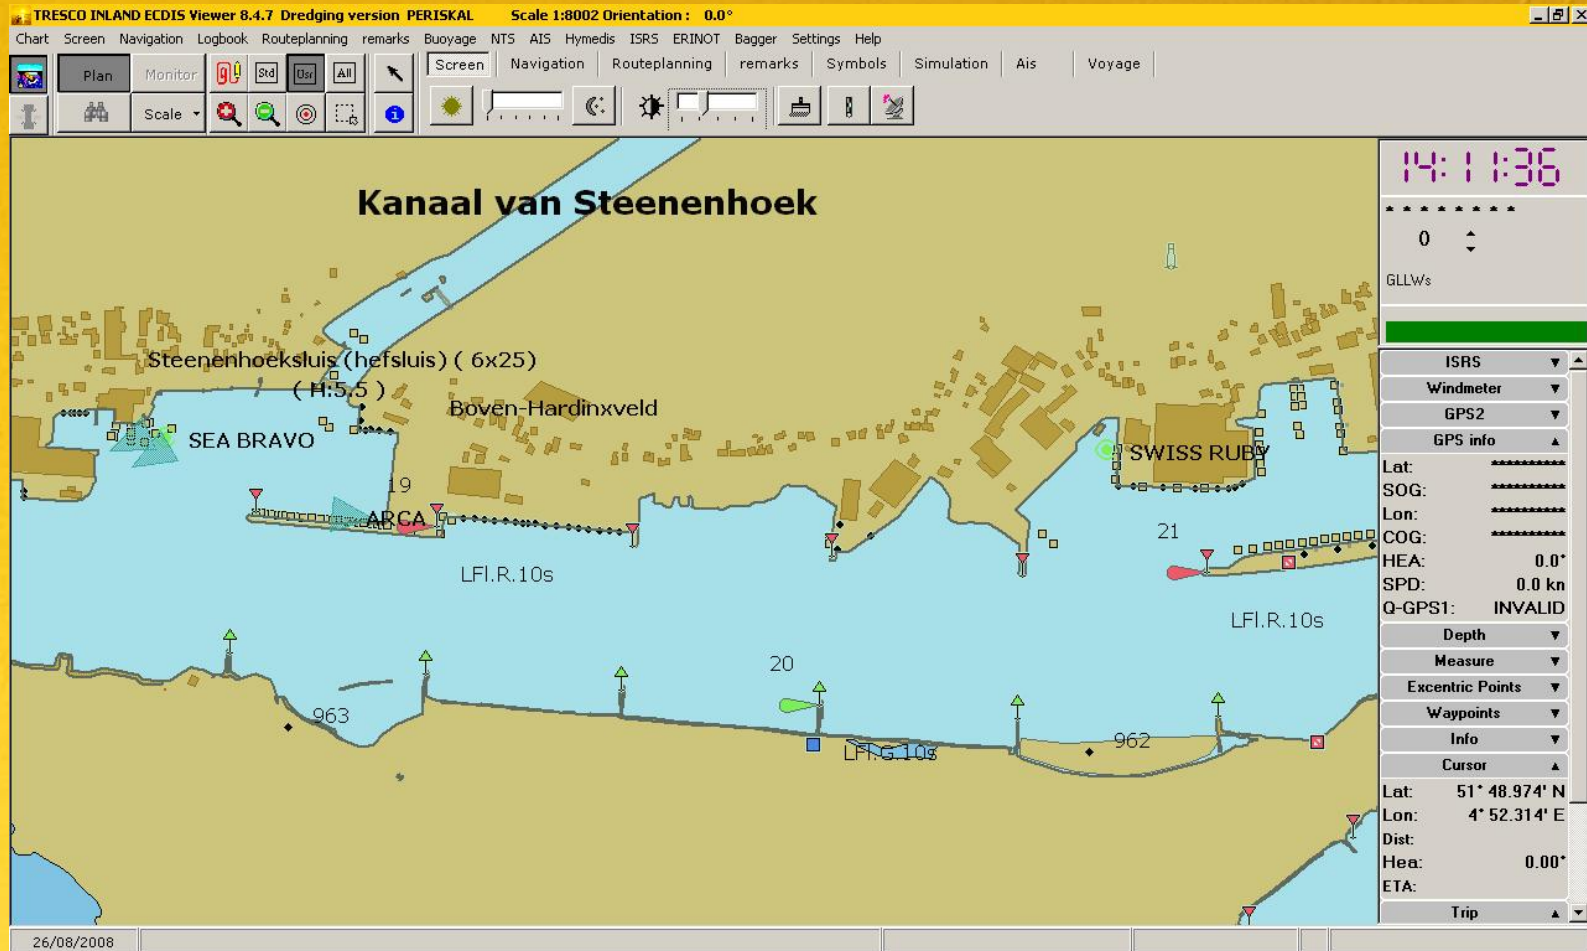 TRESCO INLAND ECDIS Viewer 8.4.7 Dredging version PERISKAL Scale 1:8002 Orientation : 0.0°
Chart Screen Navigation Logbook Routeplanning remarks Buoyage NTS AIS Hymedis ISRS ERINOT Bagger Settings Help
Plan Monitor Std Usr All
Scale
Screen Navigation Routeplanning remarks Symbols Simulation Ais Voyage
Kanaal van Steenenhoek
Steenenhoeksluis (hefsluis) ( 6x25)
( H:5.5 )
Boven-Hardinxveld
SEA BRAVO
SWISS RUBY
19
ARCA
21
LFl.R.10s
LFl.R.10s
20
963
962
LFl.G.10s
14:11:36
* * * * * * * *
0
GLLWs
ISRS
Windmeter
GPS2
GPS info
Lat: **********
SOG: **********
Lon: **********
COG: **********
HEA: 0.0°
SPD: 0.0 kn
Q-GPS1: INVALID
Depth
Measure
Excentric Points
Waypoints
Info
Cursor
Lat: 51° 48.974' N
Lon: 4° 52.314' E
Dist:
Hea: 0.00°
ETA:
Trip
26/08/2008